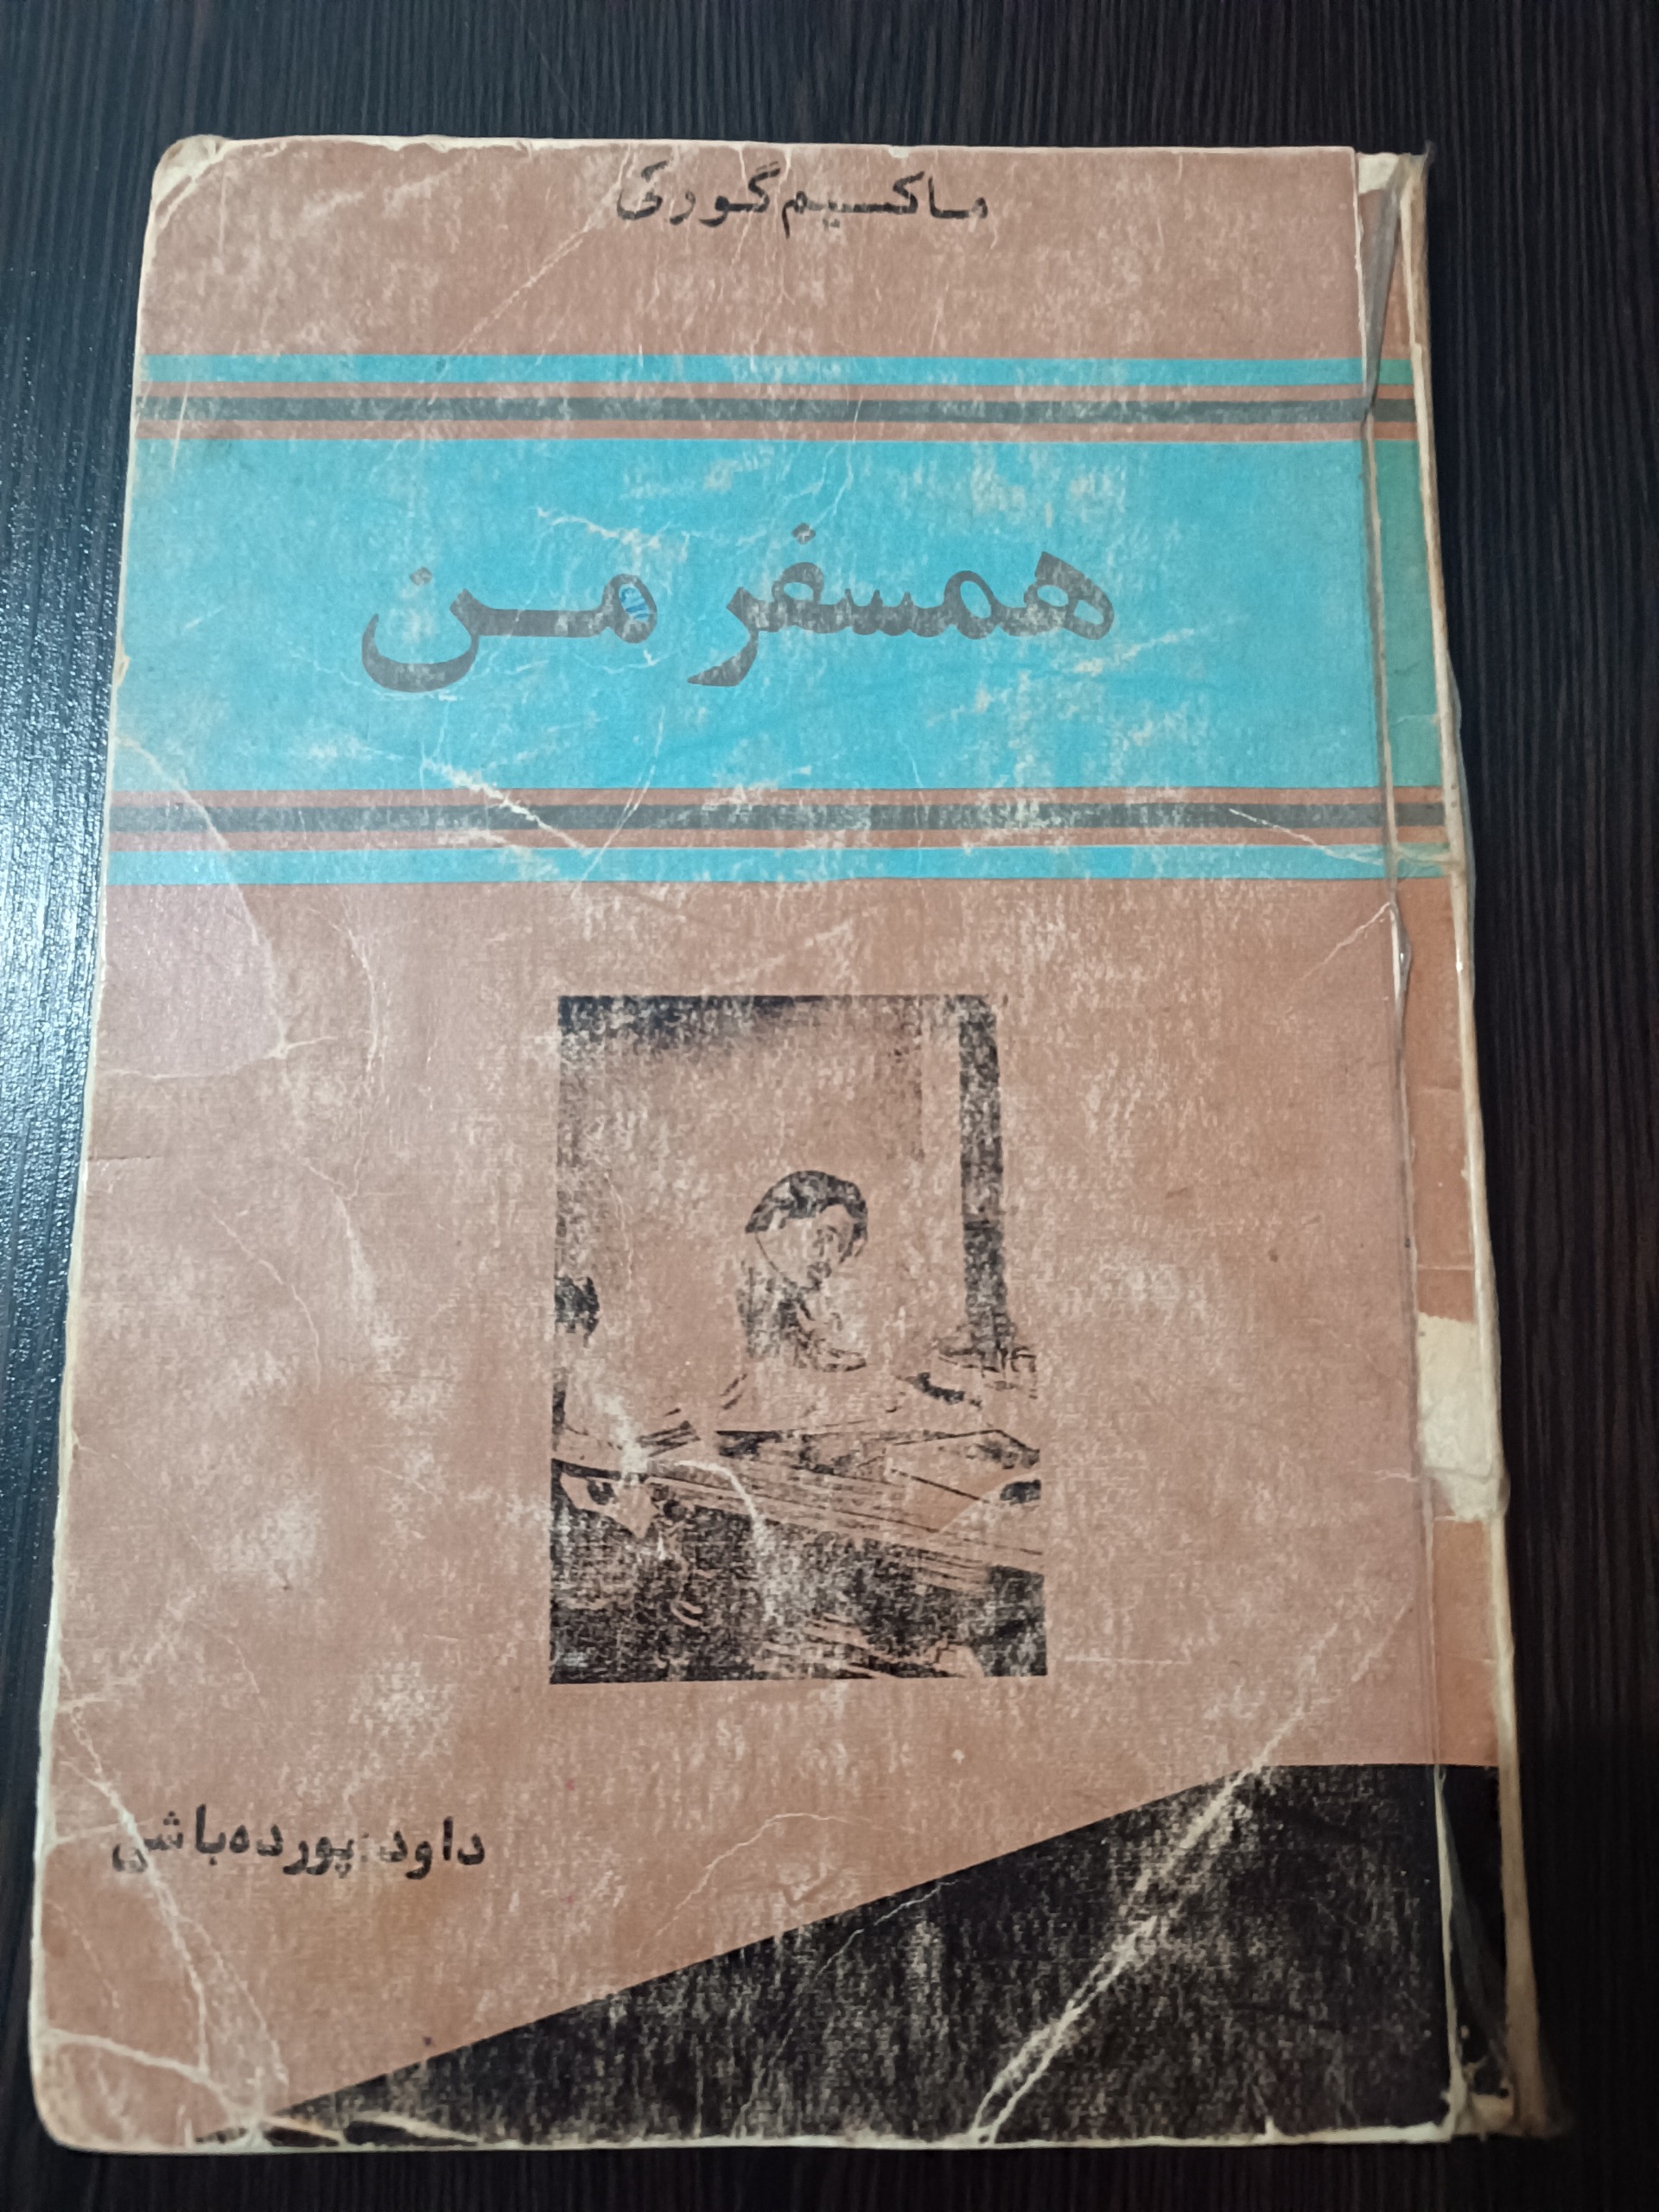 ماکسیم گورکی
همسفر من
داود: پورده‌باشی